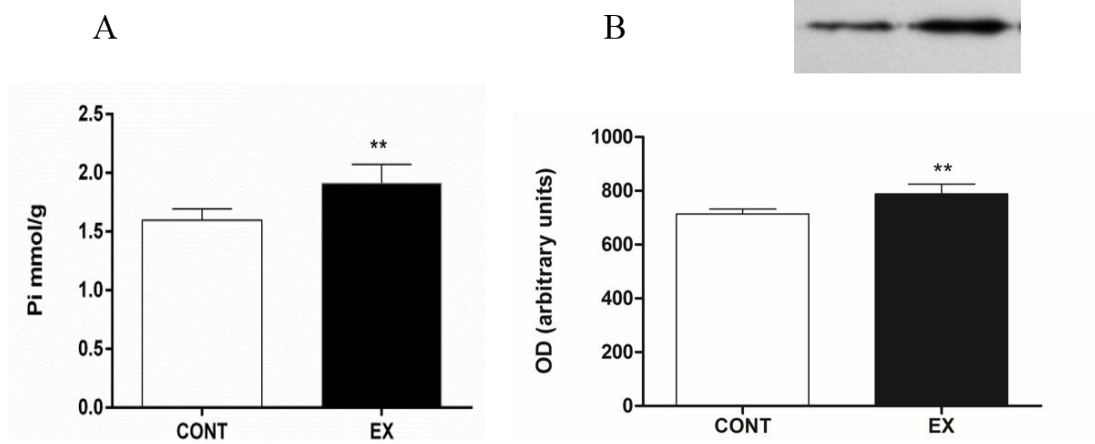 A
B
Pi mmol/g
2.5
2.0
1.5
1.0
0.5
0.0
**
CONT
EX
OD (arbitrary units)
1000
800
600
400
200
0
**
CONT
EX